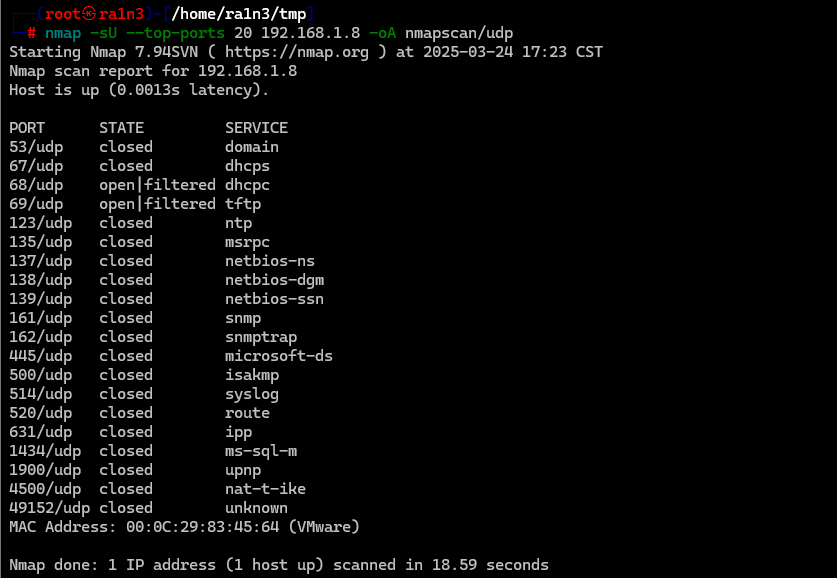 ┌──(root㉿ra1n3)-[/home/ra1n3/tmp]
└─# nmap -sU --top-ports 20 192.168.1.8 -oA nmapscan/udp
Starting Nmap 7.94SVN ( https://nmap.org ) at 2025-03-24 17:23 CST
Nmap scan report for 192.168.1.8
Host is up (0.0013s latency).

PORT      STATE         SERVICE
53/udp    closed        domain
67/udp    closed        dhcps
68/udp    open|filtered dhcpc
69/udp    open|filtered tftp
123/udp   closed        ntp
135/udp   closed        msrpc
137/udp   closed        netbios-ns
138/udp   closed        netbios-dgm
139/udp   closed        netbios-ssn
161/udp   closed        snmp
162/udp   closed        snmptrap
445/udp   closed        microsoft-ds
500/udp   closed        isakmp
514/udp   closed        syslog
520/udp   closed        route
631/udp   closed        ipp
1434/udp  closed        ms-sql-m
1900/udp  closed        upnp
4500/udp  closed        nat-t-ike
49152/udp closed        unknown
MAC Address: 00:0C:29:83:45:64 (VMware)

Nmap done: 1 IP address (1 host up) scanned in 18.59 seconds